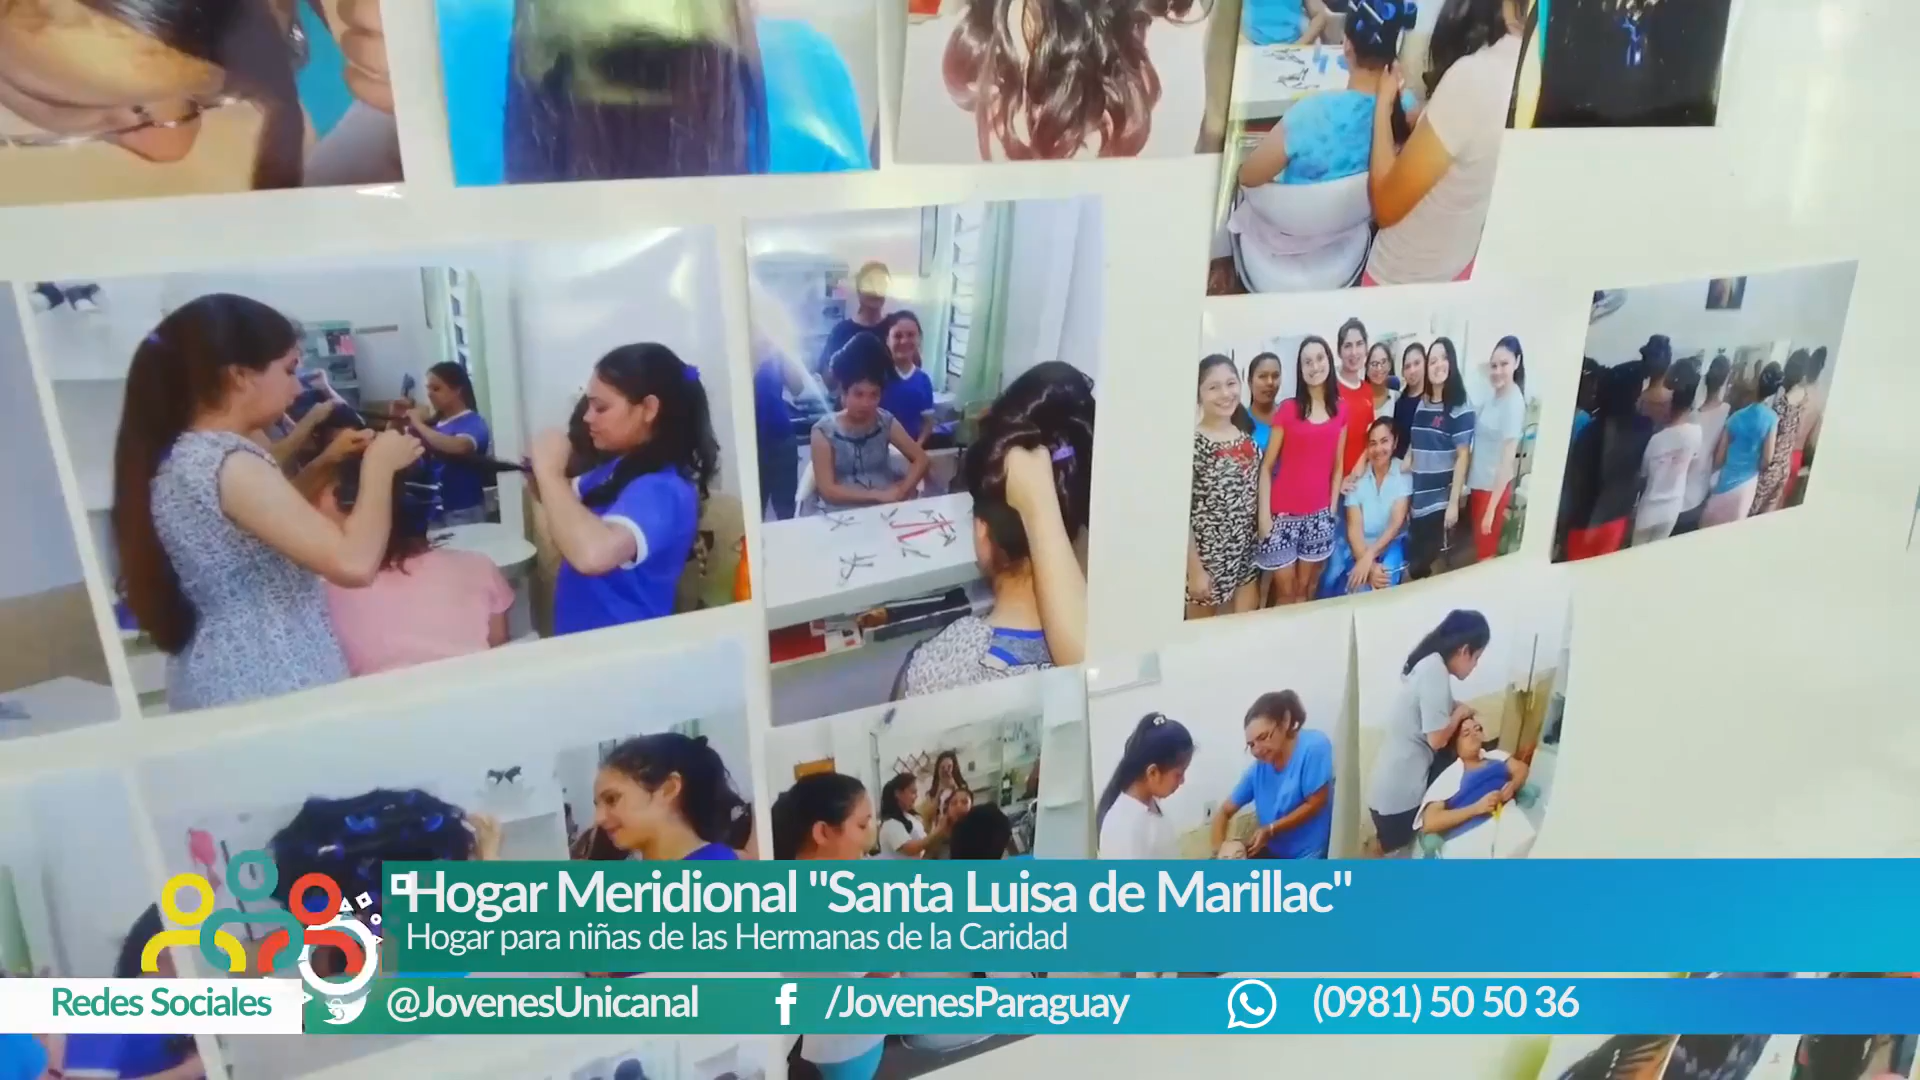 Hogar Meridional "Santa Luisa de Marillac"
Hogar para niñas de las Hermanas de la Caridad
Redes Sociales @JovenesUnicanal /JovenesParaguay (0981) 50 50 36